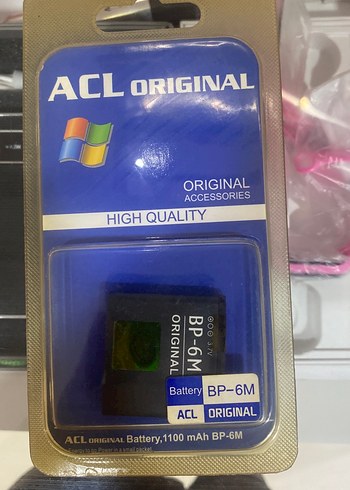 ACL ORIGINAL
ORIGINAL
ACCESSORIES
HIGH QUALITY
BP-6M
ORIGINAL
Battery BP-6M
ACL ORIGINAL
ACL ORIGINAL Battery,1100 mAh BP-6M